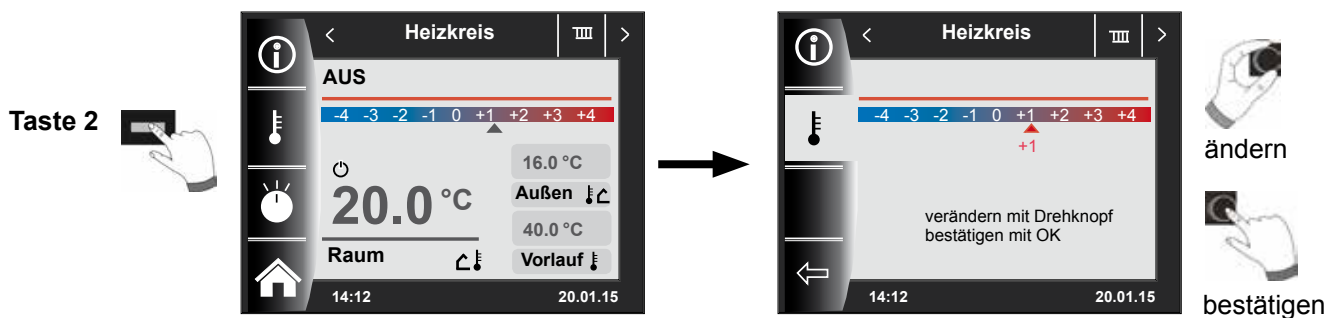 Taste 2
Heizkreis
AUS
-4 -3 -2 -1 0 +1 +2 +3 +4
16.0 °C
20.0 °C
Außen
40.0 °C
Raum
Vorlauf
14:12 20.01.15
Heizkreis
-4 -3 -2 -1 0 +1 +2 +3 +4
+1
verändern mit Drehknopf
bestätigen mit OK
14:12 20.01.15
ändern
bestätigen